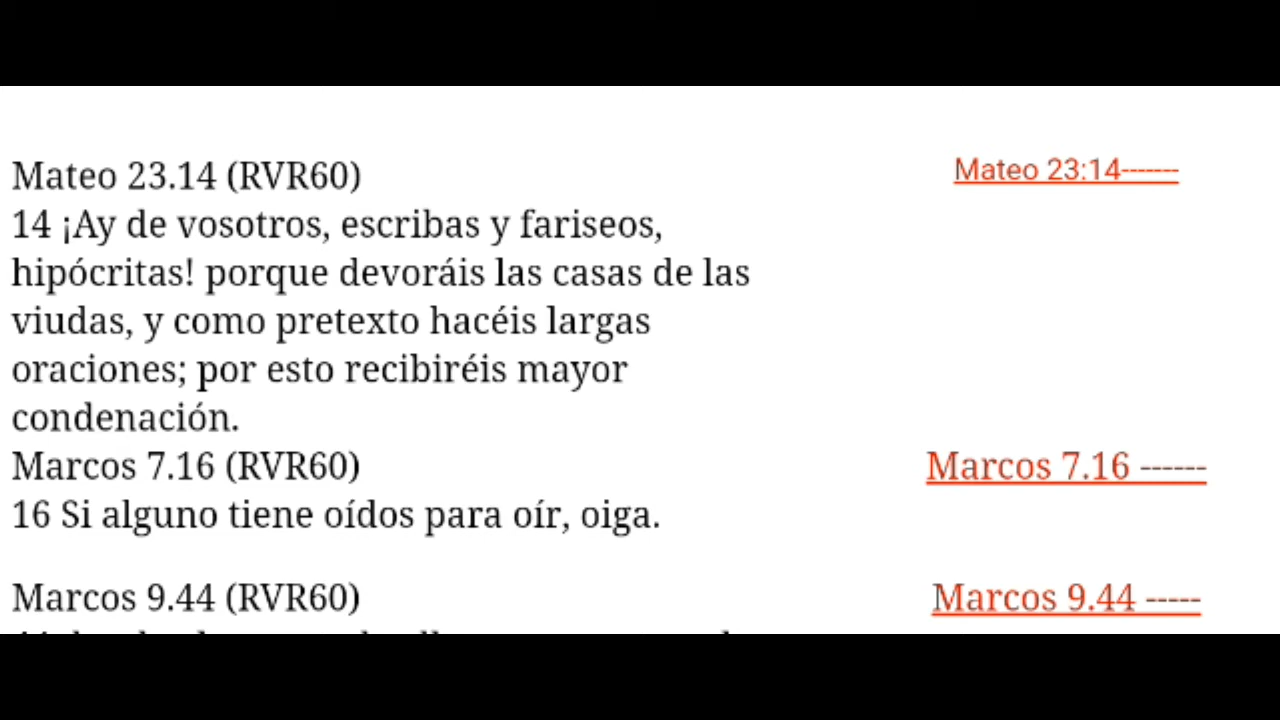 Mateo 23.14 (RVR60)
Mateo 23:14-------
14 ¡Ay de vosotros, escribas y fariseos,
hipócritas! porque devoráis las casas de las
viudas, y como pretexto hacéis largas
oraciones; por esto recibiréis mayor
condenación.
Marcos 7.16 (RVR60)
Marcos 7.16 ------
16 Si alguno tiene oídos para oír, oiga.
Marcos 9.44 (RVR60)
Marcos 9.44 -----